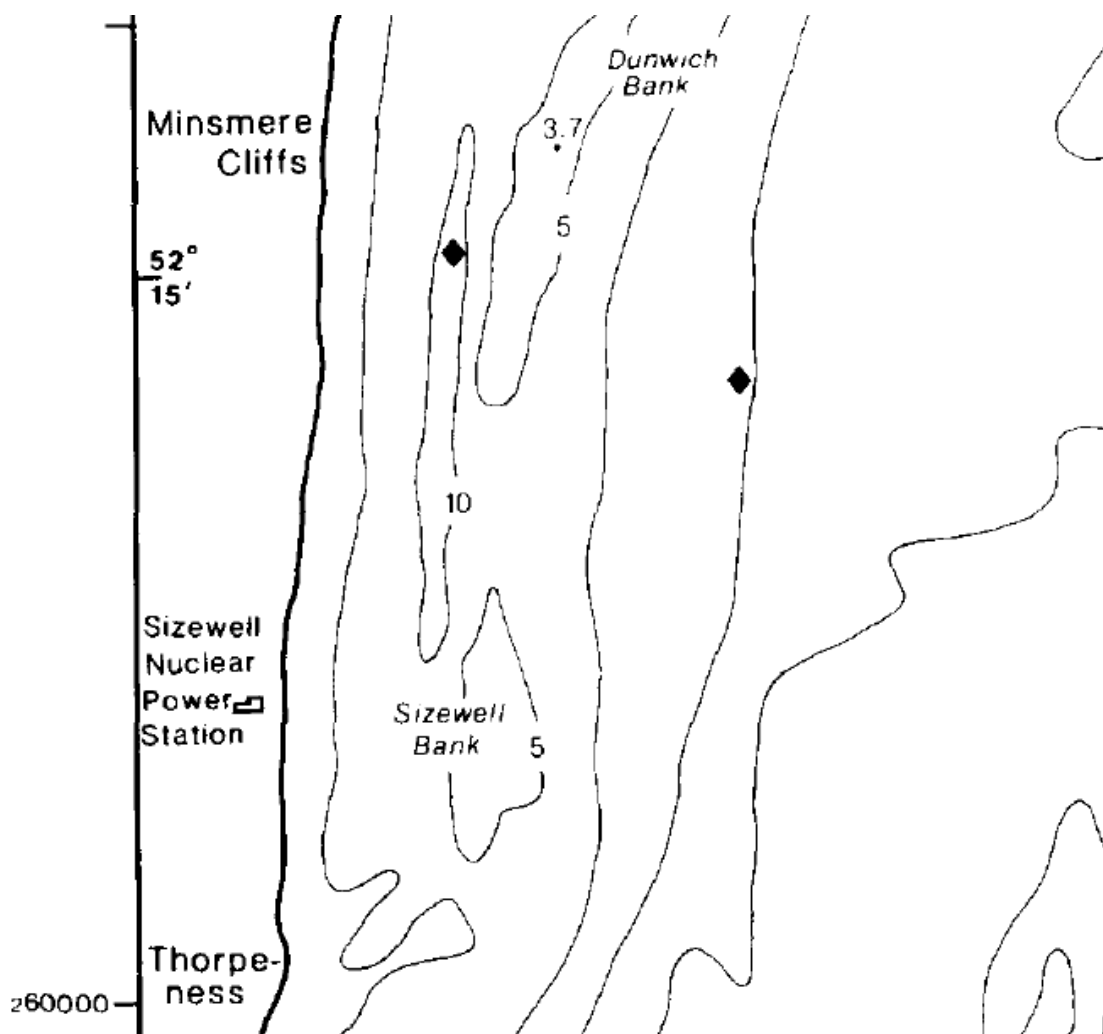 Dunwich
Bank
Minsmere
Cliffs
3.7
5
52°
15′
10
Sizewell
Nuclear
Power
Station
Sizewell
Bank
5
Thorpe-
ness
260000